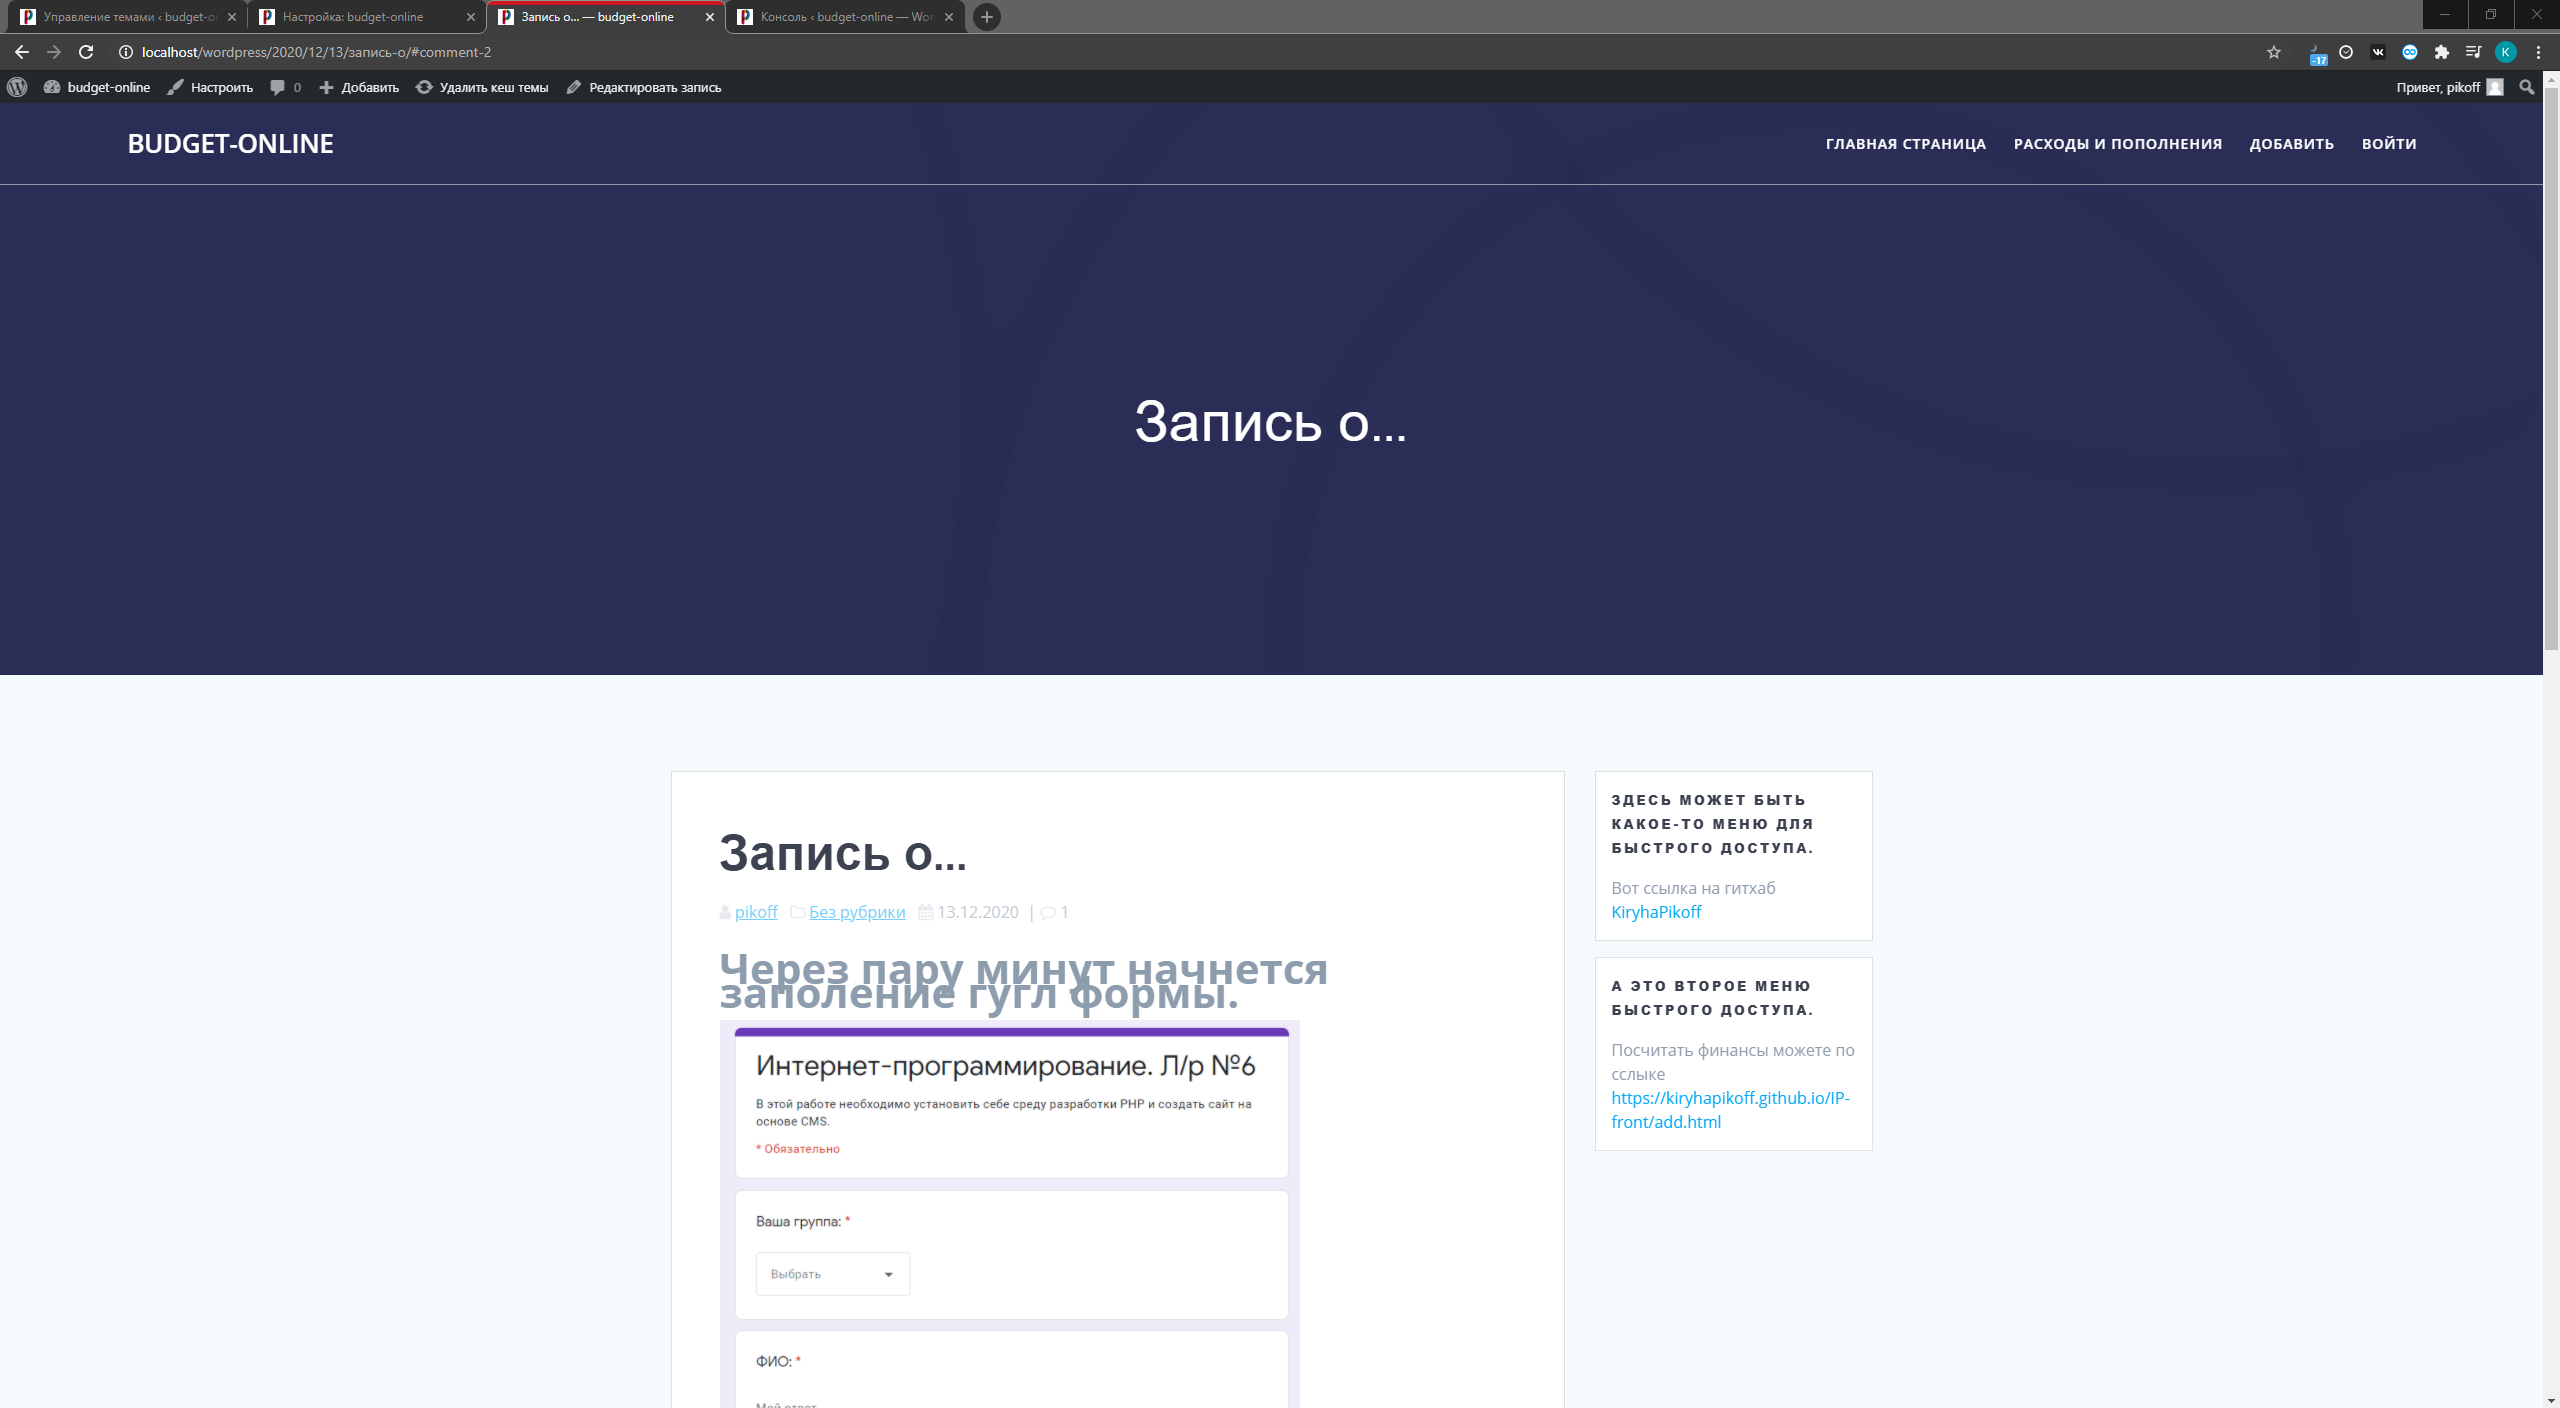 Управление темами ‹ budget-or
Настройка: budget-online
Запись о... — budget-online
Консоль ‹ budget-online — Wor
localhost/wordpress/2020/12/13/запись-о/#comment-2
-17
K
budget-online
Настроить
0
Добавить
Удалить кеш темы
Редактировать запись
Привет, pikoff
BUDGET-ONLINE
ГЛАВНАЯ СТРАНИЦА
РАСХОДЫ И ПОПОЛНЕНИЯ
ДОБАВИТЬ
ВОЙТИ
Запись о...
Запись о...
pikoff Без рубрики 13.12.2020 | 1
Через пару минут начнется
заполение гугл формы.
Интернет-программирование. Л/р №6
В этой работе необходимо установить себе среду разработки PHP и создать сайт на
основе CMS.
* Обязательно
Ваша группа: *
Выбрать
ФИО: *
Мой ответ
ЗДЕСЬ МОЖЕТ БЫТЬ
КАКОЕ-ТО МЕНЮ ДЛЯ
БЫСТРОГО ДОСТУПА.
Вот ссылка на гитхаб
KiryhaPikoff
А ЭТО ВТОРОЕ МЕНЮ
БЫСТРОГО ДОСТУПА.
Посчитать финансы можете по
сслыке
https://kiryhapikoff.github.io/IP-
front/add.html